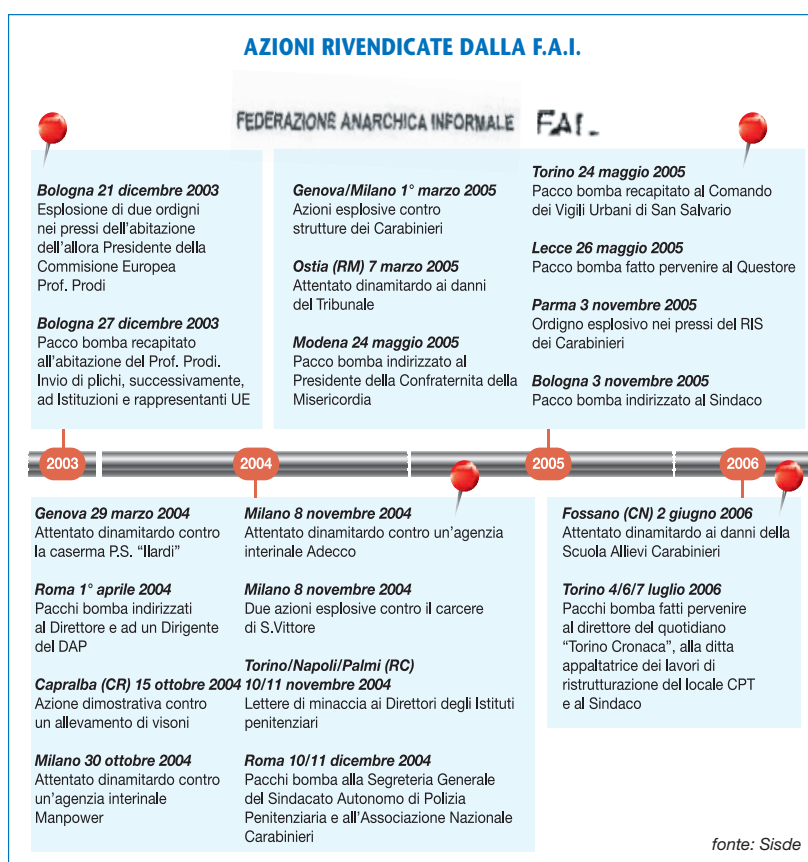 AZIONI RIVENDICATE DALLA F.A.I.
FEDERAZIONE ANARCHICA INFORMALE FAI.
Bologna 21 dicembre 2003
Esplosione di due ordigni
nei pressi dell'abitazione
dell'allora Presidente della
Commisione Europea
Prof. Prodi
Bologna 27 dicembre 2003
Pacco bomba recapitato
all'abitazione del Prof. Prodi.
Invio di plichi, successivamente,
ad Istituzioni e rappresentanti UE
Genova/Milano 1° marzo 2005
Azioni esplosive contro
strutture dei Carabinieri
Ostia (RM) 7 marzo 2005
Attentato dinamitardo ai danni
del Tribunale
Modena 24 maggio 2005
Pacco bomba indirizzato al
Presidente della Confraternita della
Misericordia
Torino 24 maggio 2005
Pacco bomba recapitato al Comando
dei Vigili Urbani di San Salvario
Lecce 26 maggio 2005
Pacco bomba fatto pervenire al Questore
Parma 3 novembre 2005
Ordigno esplosivo nei pressi del RIS
dei Carabinieri
Bologna 3 novembre 2005
Pacco bomba indirizzato al Sindaco
2003 2004 2005 2006
Genova 29 marzo 2004
Attentato dinamitardo contro
la caserma P.S. "Ilardi"
Roma 1° aprile 2004
Pacchi bomba indirizzati
al Direttore e ad un Dirigente
del DAP
Capralba (CR) 15 ottobre 2004
Azione dimostrativa contro
un allevamento di visoni
Milano 30 ottobre 2004
Attentato dinamitardo contro
un'agenzia interinale
Manpower
Milano 8 novembre 2004
Attentato dinamitardo contro un'agenzia
interinale Adecco
Milano 8 novembre 2004
Due azioni esplosive contro il carcere
di S.Vittore
Torino/Napoli/Palmi (RC)
10/11 novembre 2004
Lettere di minaccia ai Direttori degli Istituti
penitenziari
Roma 10/11 dicembre 2004
Pacchi bomba alla Segreteria Generale
del Sindacato Autonomo di Polizia
Penitenziaria e all'Associazione Nazionale
Carabinieri
Fossano (CN) 2 giugno 2006
Attentato dinamitardo ai danni della
Scuola Allievi Carabinieri
Torino 4/6/7 luglio 2006
Pacchi bomba fatti pervenire
al direttore del quotidiano
"Torino Cronaca", alla ditta
appaltatrice dei lavori di
ristrutturazione del locale CPT
e al Sindaco
fonte: Sisde